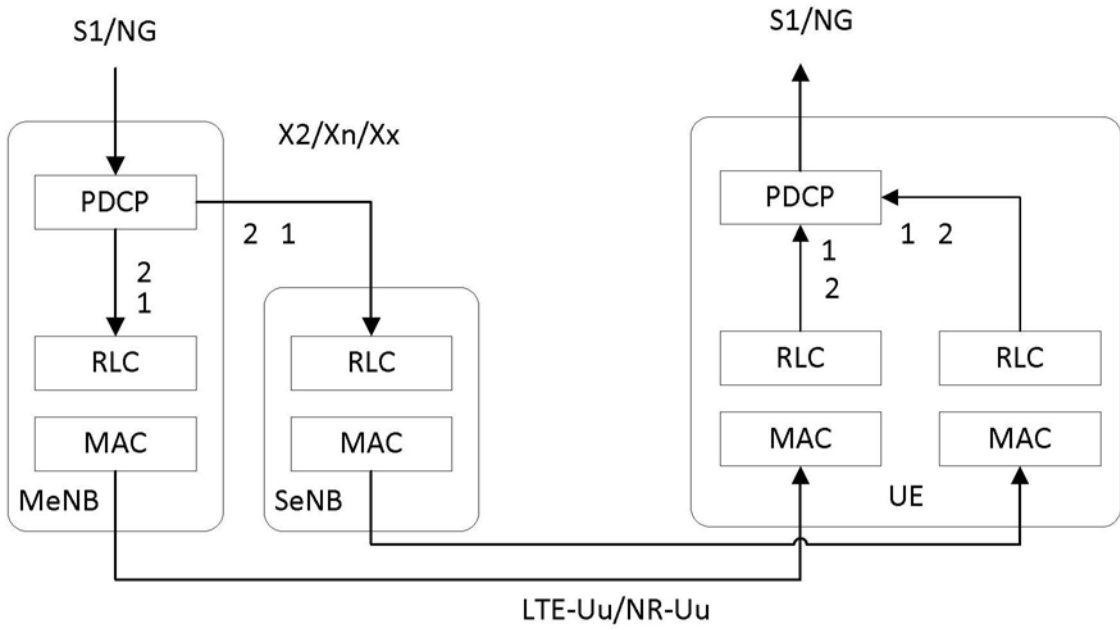 S1/NG
S1/NG
X2/Xn/Xx
PDCP
PDCP
2 1
1 2
1
2
2
1
RLC
RLC
RLC
RLC
MAC
MAC
MAC
MAC
MeNB
SeNB
UE
LTE-Uu/NR-Uu